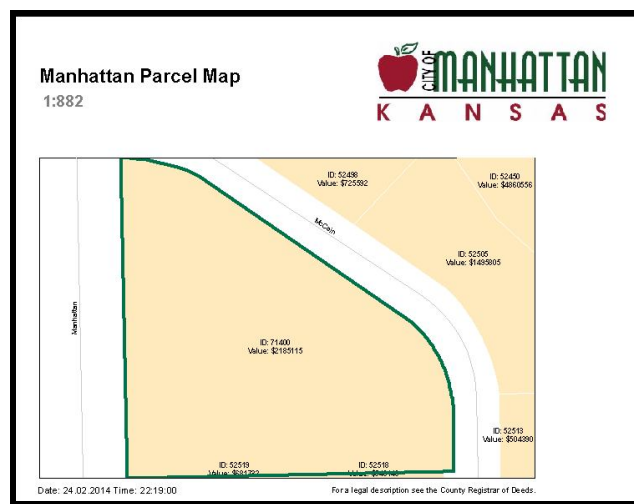 Manhattan Parcel Map
1:882
CITY OF MANHATTAN
KANSAS
ID: 52498
Value: $725592
ID: 52450
Value: $4860556
McCain
ID: 52505
Value: $1495805
Manhattan
ID: 71400
Value: $2185115
ID: 52513
Value: $504390
ID: 52519
ID: 52518
Date: 24.02.2014 Time: 22:19:00
For a legal description see the County Registrar of Deeds.